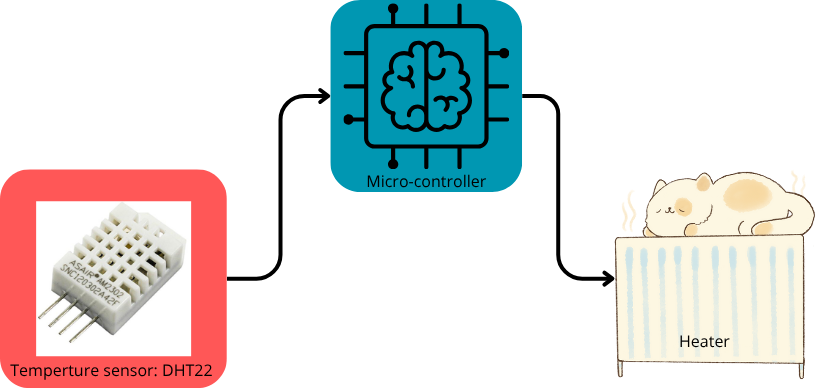 Micro-controller
ASAIR® AM2302
SNC120302A42F
Temperture sensor: DHT22
Heater